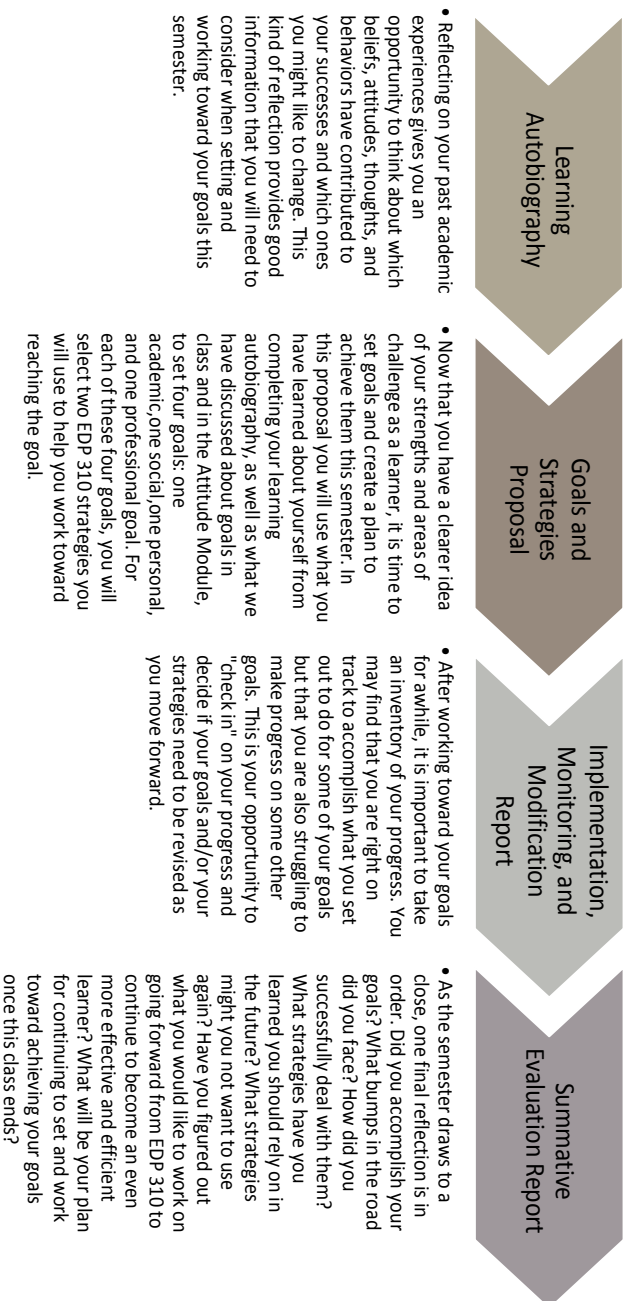 Learning
Autobiography
• Reflecting on your past academic
experiences gives you an
opportunity to think about which
beliefs, attitudes, thoughts, and
behaviors have contributed to
your successes and which ones
you might like to change. This
kind of reflection provides good
information that you will need to
consider when setting and
working toward your goals this
semester.
Goals and
Strategies
Proposal
• Now that you have a clearer idea
of your strengths and areas of
challenge as a learner, it is time to
set goals and create a plan to
achieve them this semester. In
this proposal you will use what you
have learned about yourself from
completing your learning
autobiography, as well as what we
have discussed about goals in
class and in the Attitude Module,
to set four goals: one
academic,one social,one personal,
and one professional goal. For
each of these four goals, you will
select two EDP 310 strategies you
will use to help you work toward
reaching the goal.
Implementation,
Monitoring, and
Modification
Report
• After working toward your goals
for awhile, it is important to take
an inventory of your progress. You
may find that you are right on
track to accomplish what you set
out to do for some of your goals
but that you are also struggling to
make progress on some other
goals. This is your opportunity to
"check in" on your progress and
decide if your goals and/or your
strategies need to be revised as
you move forward.
Summative
Evaluation Report
• As the semester draws to a
close, one final reflection is in
order . Did you accomplish your
goals? What bumps in the road
did you face? How did you
successfully deal with them?
What strategies have you
learned you should rely on in
the future? What strategies
might you not want to use
again? Have you figured out
what you would like to work on
going forward from EDP 310 to
continue to become an even
more effective and efficient
learner? What will be your plan
for continuing to set and work
toward achieving your goals
once this class ends?